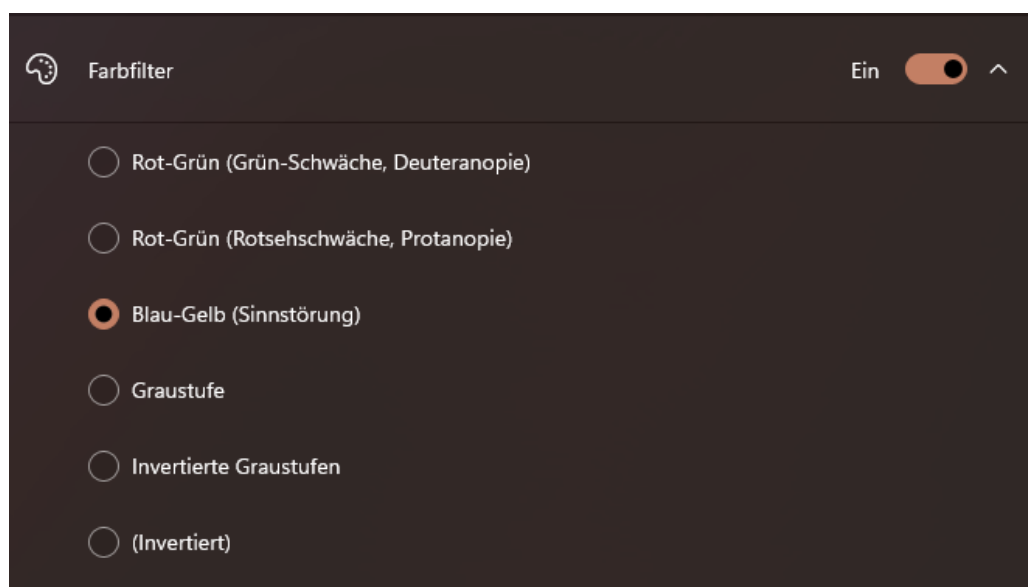 Farbfilter
Ein
Rot-Grün (Grün-Schwäche, Deuteranopie)
Rot-Grün (Rotsehschwäche, Protanopie)
Blau-Gelb (Sinnstörung)
Graustufe
Invertierte Graustufen
(Invertiert)